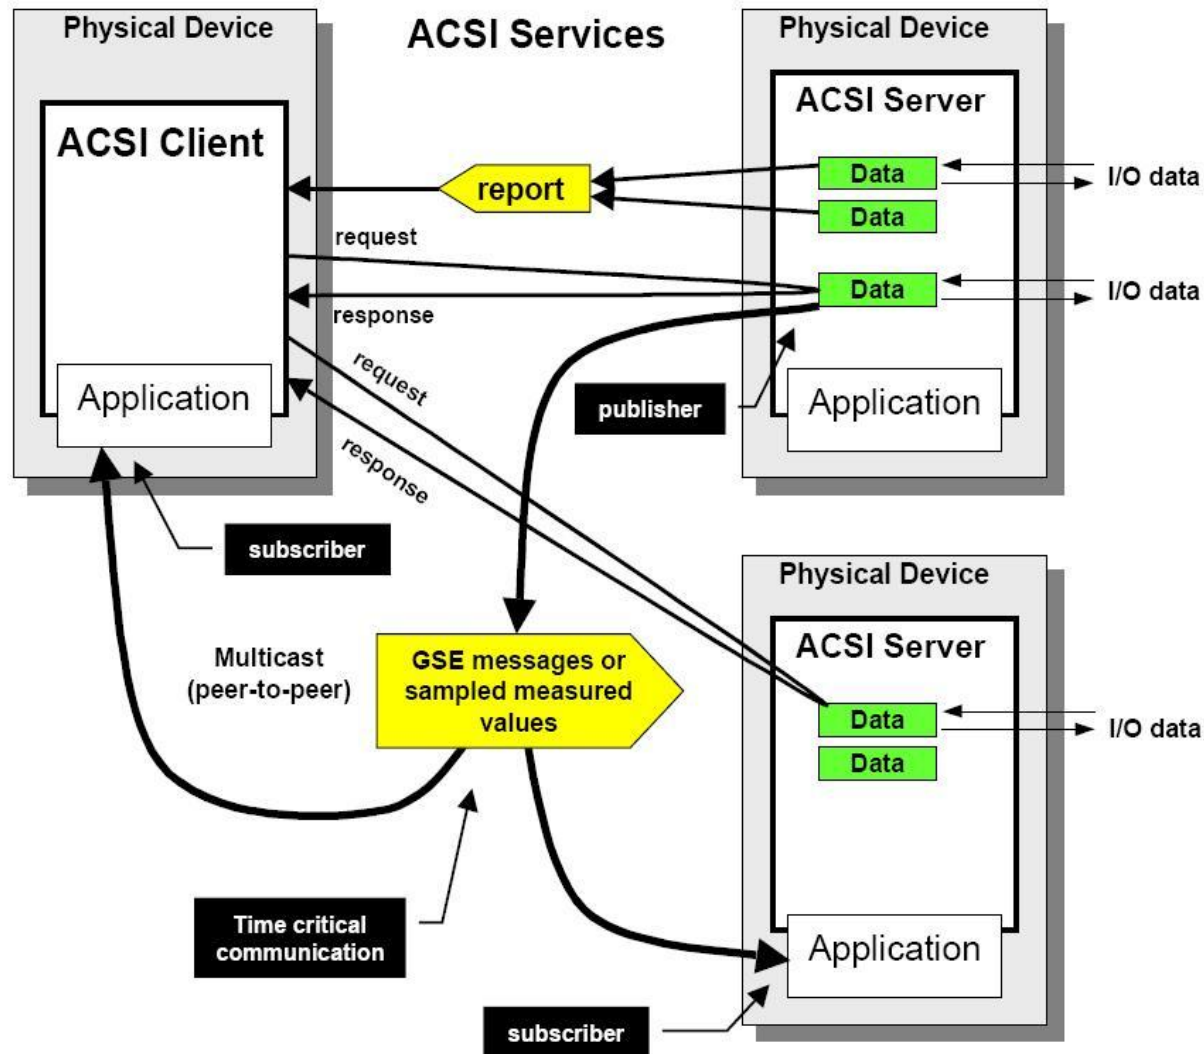 Physical Device
ACSI Services
Physical Device
ACSI Client
ACSI Server
report
Data
I/O data
Data
request
Data
I/O data
response
request
Application
publisher
Application
response
subscriber
Physical Device
ACSI Server
Multicast
(peer-to-peer)
GSE messages or
sampled measured
values
Data
I/O data
Data
Time critical
communication
Application
subscriber